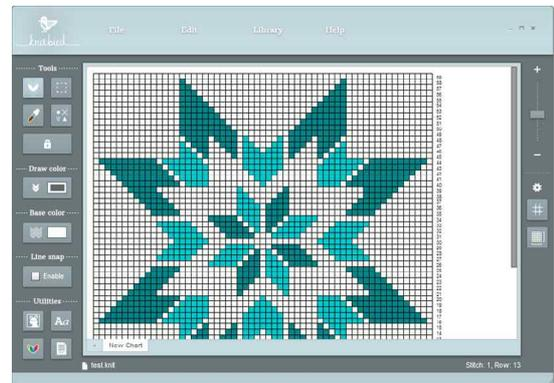 knitbird
File Edit Library Help
Tools
Draw color
Base color
Line snap
Enable
Utilities
Aa
New Chart
test.knit
Stitch: 1, Row: 13